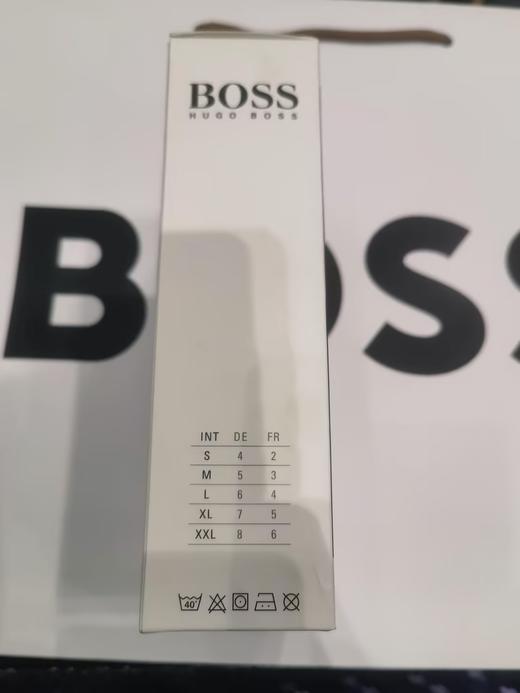 BOSS
HUGO BOSS
B OSS
INT DE FR
S 4 2
M 5 3
L 6 4
XL 7 5
XXL 8 6
40°